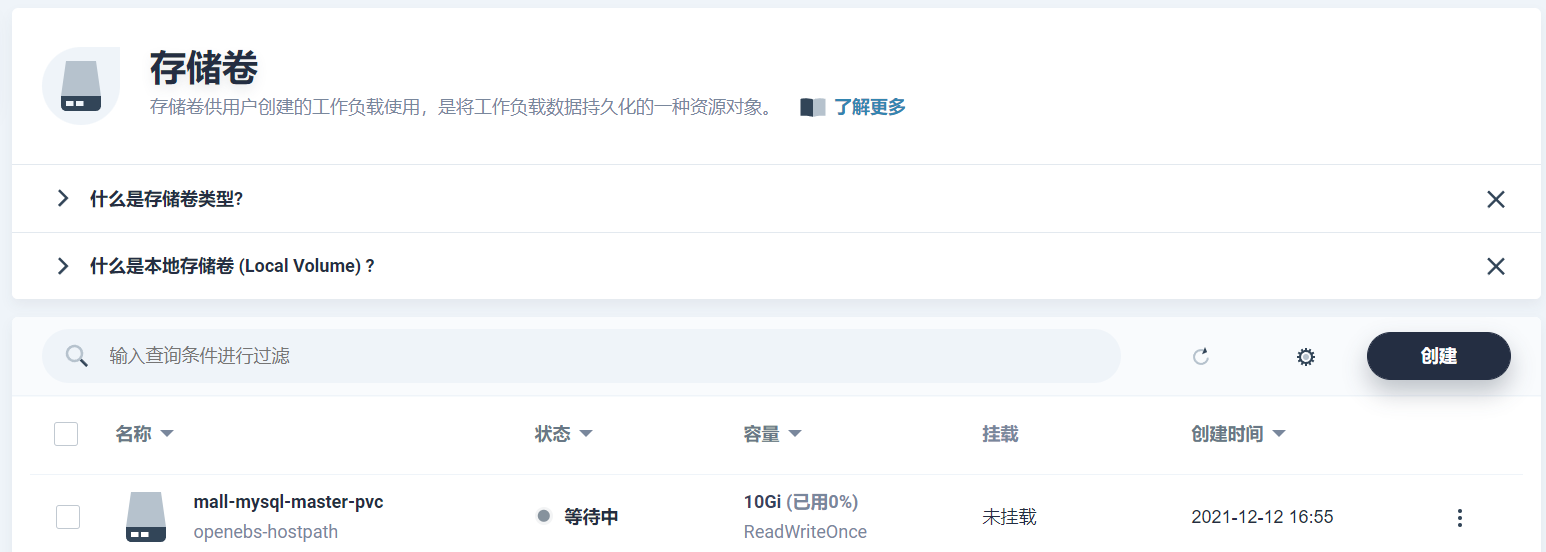 存储卷
存储卷供用户创建的工作负载使用，是将工作负载数据持久化的一种资源对象。 了解更多
什么是存储卷类型?
什么是本地存储卷 (Local Volume) ?
输入查询条件进行过滤 创建
名称 状态 容量 挂载 创建时间
mall-mysql-master-pvc 等待中 10Gi (已用0%) 未挂载 2021-12-12 16:55
openebs-hostpath ReadWriteOnce